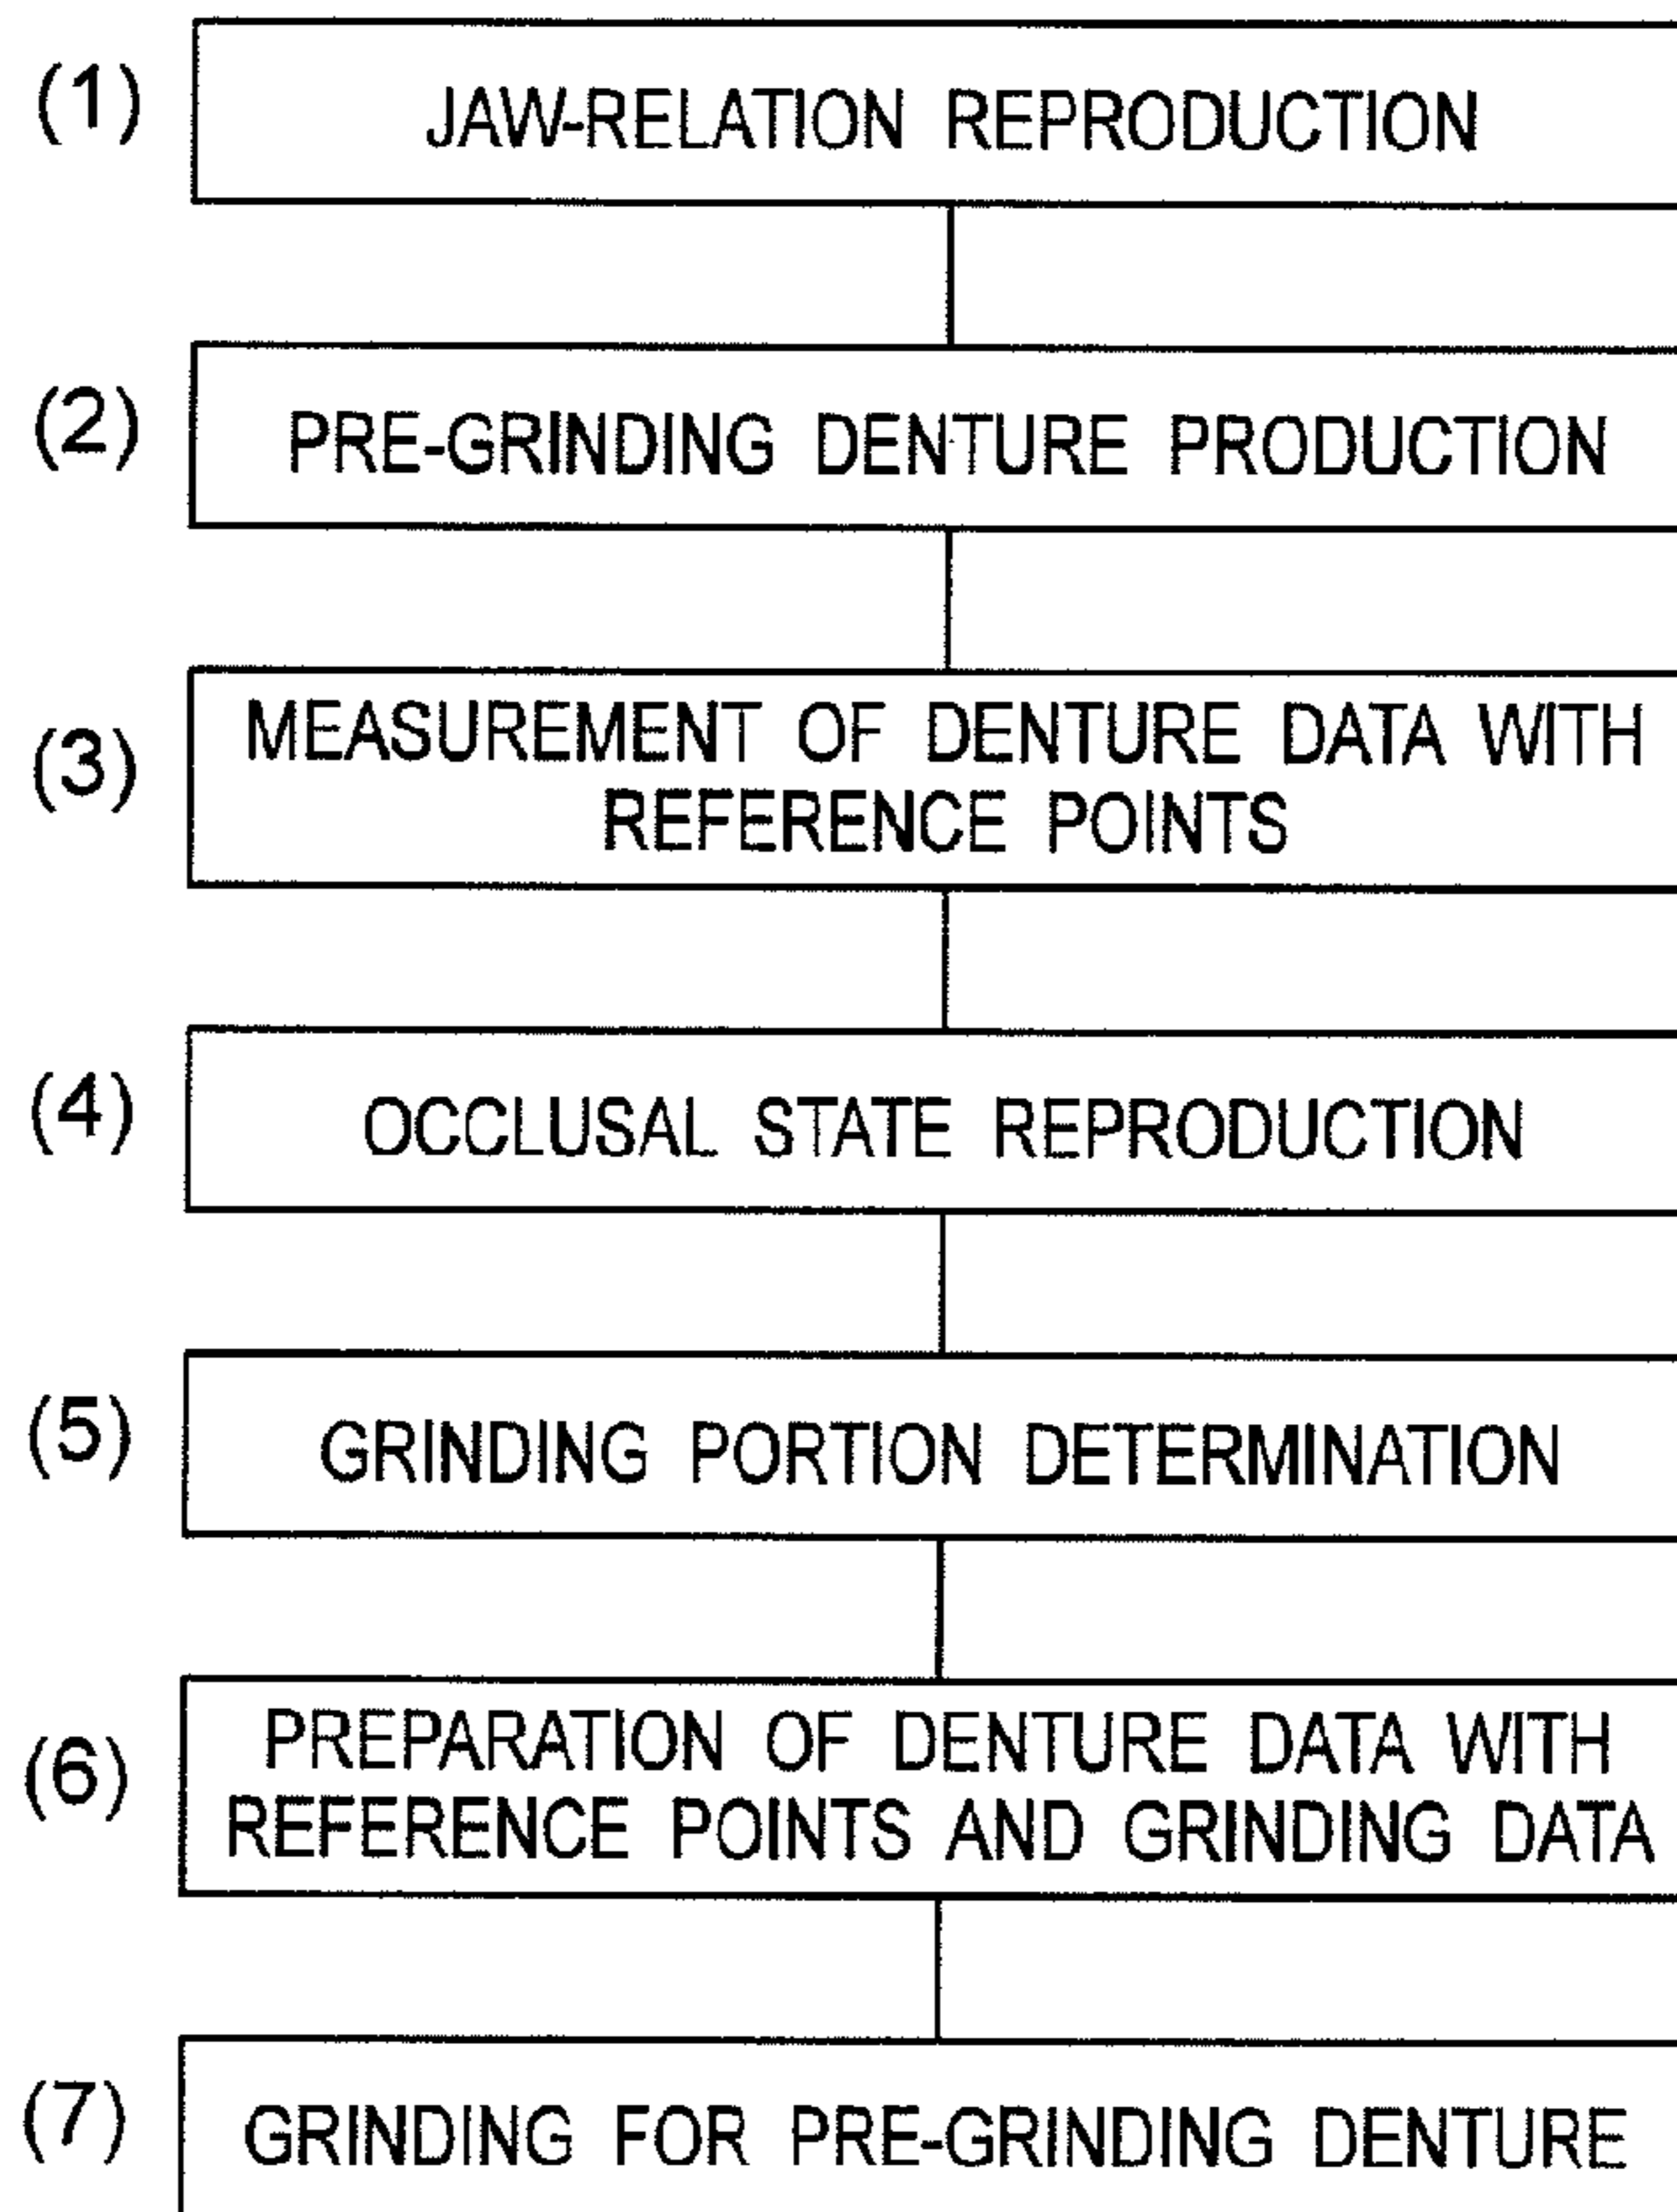 (1) JAW-RELATION REPRODUCTION
(2) PRE-GRINDING DENTURE PRODUCTION
(3) MEASUREMENT OF DENTURE DATA WITH
REFERENCE POINTS
(4) OCCLUSAL STATE REPRODUCTION
(5) GRINDING PORTION DETERMINATION
(6) PREPARATION OF DENTURE DATA WITH
REFERENCE POINTS AND GRINDING DATA
(7) GRINDING FOR PRE-GRINDING DENTURE